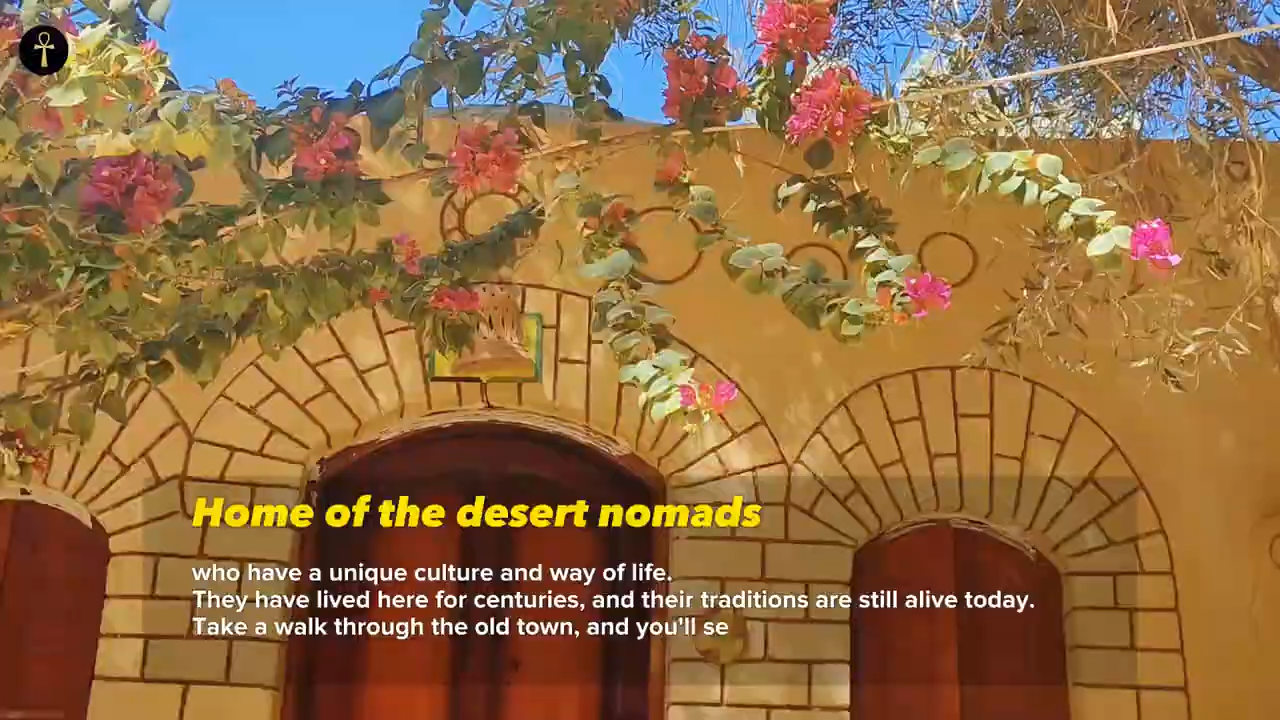 Home of the desert nomads
who have a unique culture and way of life.
They have lived here for centuries, and their traditions are still alive today.
Take a walk through the old town, and you'll se